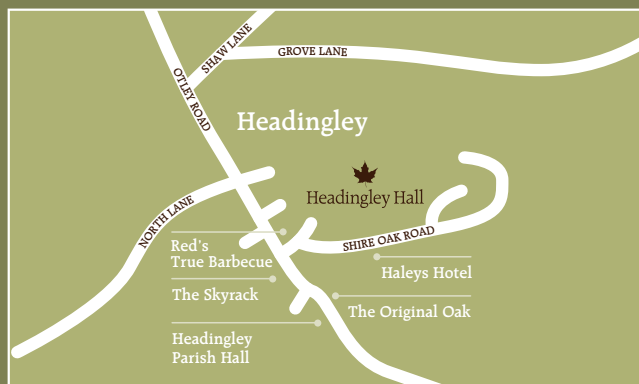 SHAW LANE
GROVE LANE
OTLEY ROAD
Headingley
Headingley Hall
NORTH LANE
SHIRE OAK ROAD
Red's
True Barbecue
Haleys Hotel
The Skyrack
The Original Oak
Headingley
Parish Hall